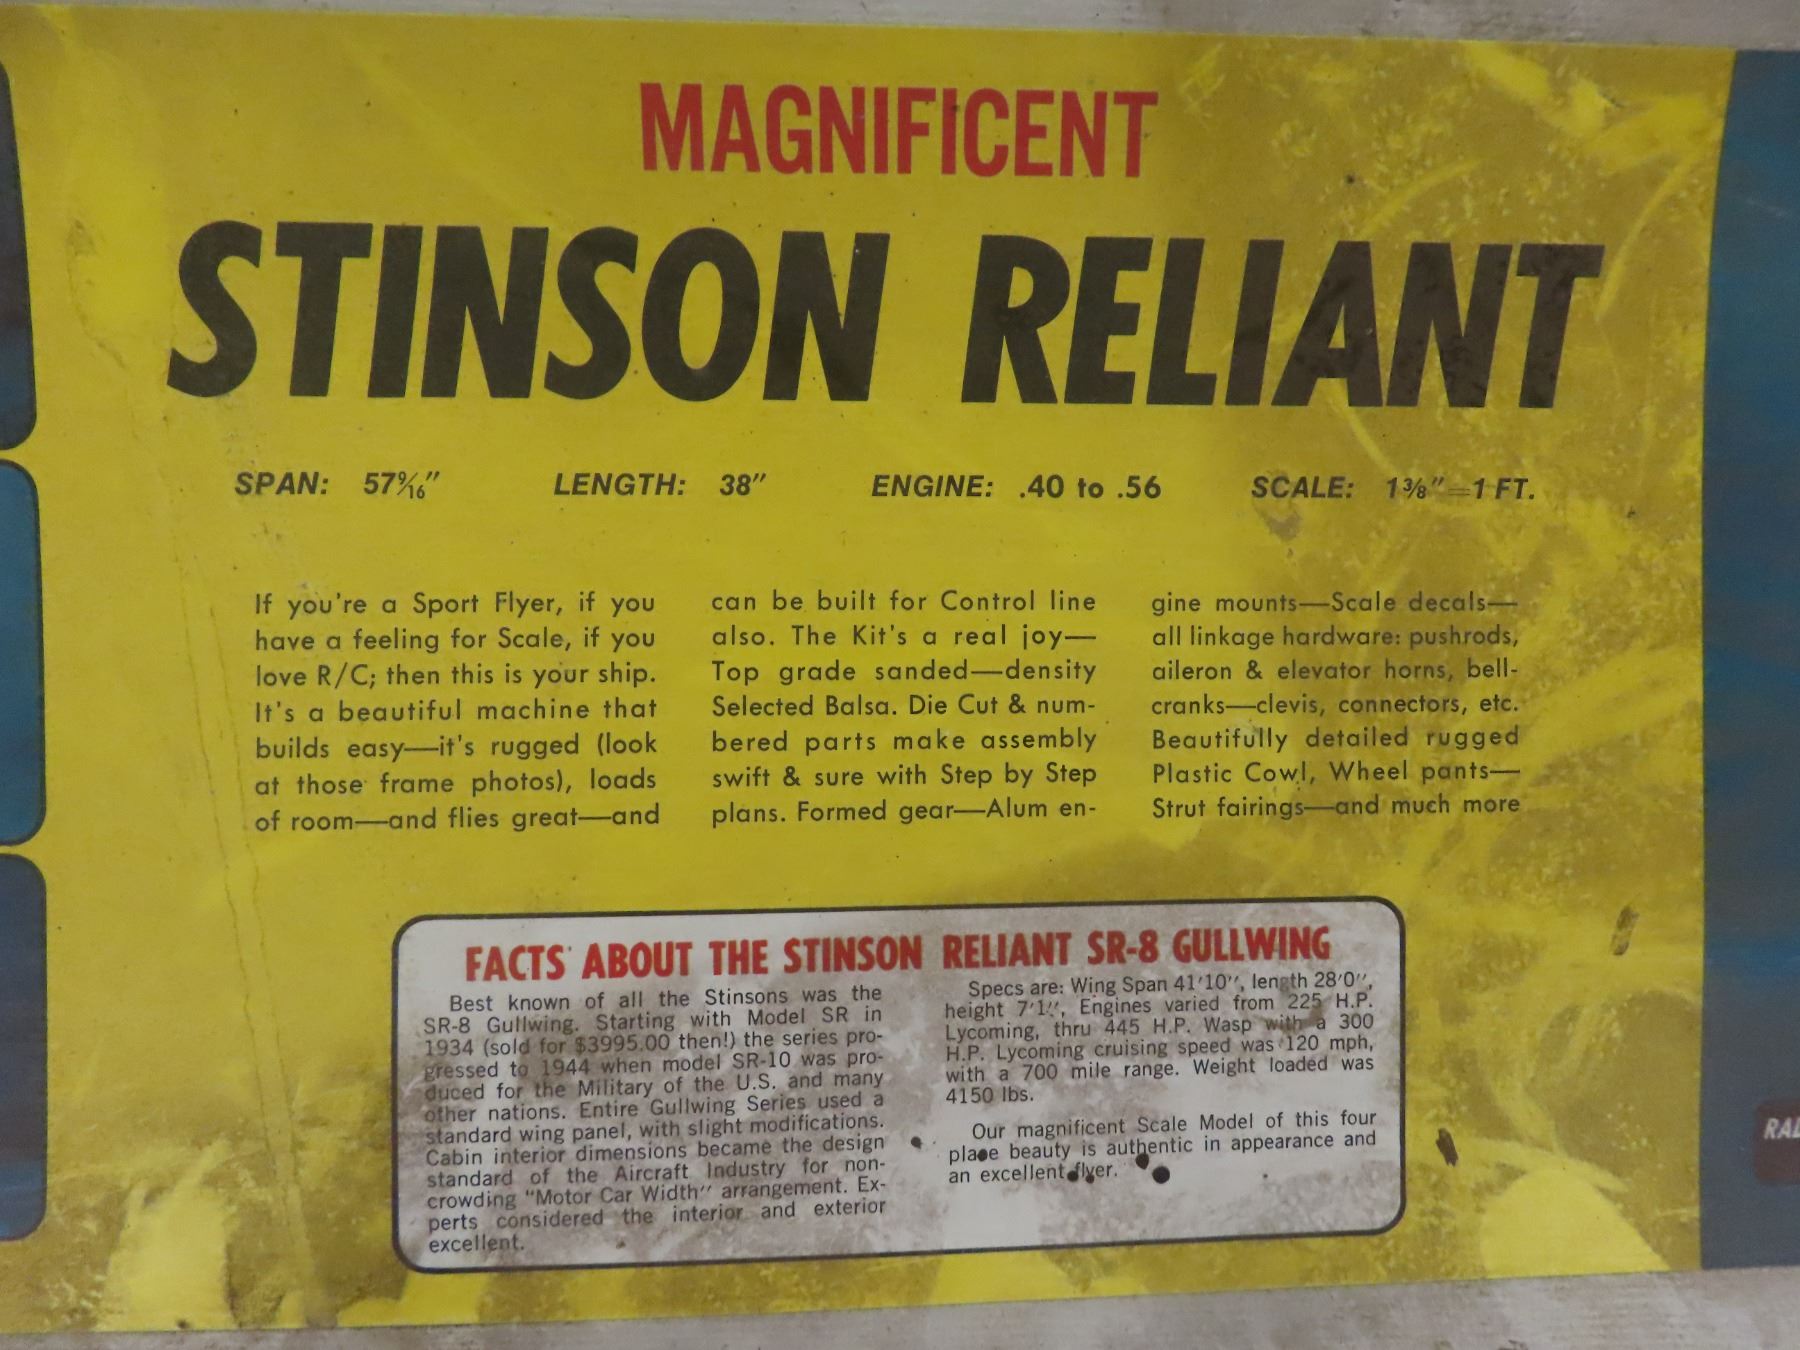 MAGNIFICENT
STINSON RELIANT
SPAN: 57 9/16" LENGTH: 38" ENGINE: .40 to .56 SCALE: 1 3/8"=1 FT.
If you're a Sport Flyer, if you
have a feeling for Scale, if you
love R/C; then this is your ship.
It's a beautiful machine that
builds easy—it's rugged (look
at those frame photos), loads
of room—and flies great—and
can be built for Control line
also. The Kit's a real joy—
Top grade sanded—density
Selected Balsa. Die Cut & num-
bered parts make assembly
swift & sure with Step by Step
plans. Formed gear—Alum en-
gine mounts—Scale decals—
all linkage hardware: pushrods,
aileron & elevator horns, bell-
cranks—clevis, connectors, etc.
Beautifully detailed rugged
Plastic Cowl, Wheel pants—
Strut fairings—and much more
FACTS ABOUT THE STINSON RELIANT SR-8 GULLWING
Best known of all the Stinsons was the
SR-8 Gullwing. Starting with Model SR in
1934 (sold for $3995.00 then!) the series pro-
gressed to 1944 when model SR-10 was pro-
duced for the Military of the U.S. and many
other nations. Entire Gullwing Series used a
standard wing panel, with slight modifications.
Cabin interior dimensions became the design
standard of the Aircraft Industry for non-
crowding "Motor Car Width" arrangement. Ex-
perts considered the interior and exterior
excellent.
Specs are: Wing Span 41'10", length 28'0",
height 7'1", Engines varied from 225 H.P.
Lycoming, thru 445 H.P. Wasp with a 300
H.P. Lycoming cruising speed was 120 mph,
with a 700 mile range. Weight loaded was
4150 lbs.
Our magnificent Scale Model of this four
place beauty is authentic in appearance and
an excellent flyer.